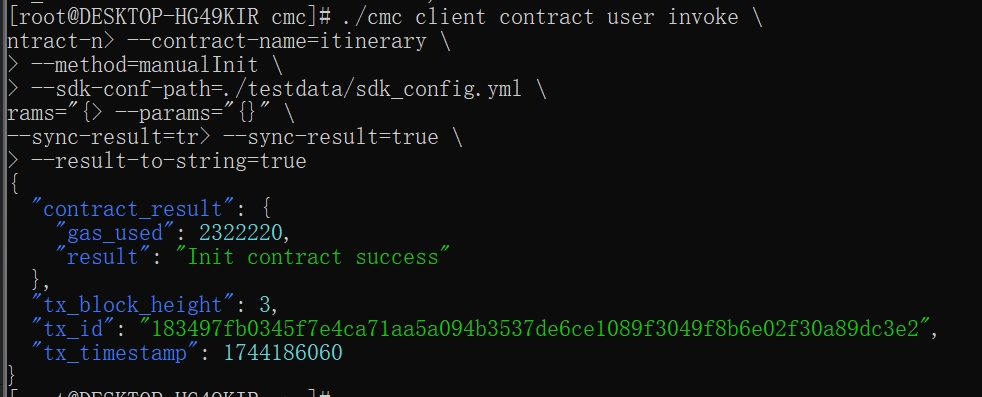 [root@DESKTOP-HG49KIR cmc]# ./cmc client contract user invoke \
ntract-n> --contract-name=itinerary \
> --method=manualInit \
> --sdk-conf-path=./testdata/sdk_config.yml \
rams="{> --params="{}" \
--sync-result=tr> --sync-result=true \
> --result-to-string=true
{
  "contract_result": {
    "gas_used": 2322220,
    "result": "Init contract success"
  },
  "tx_block_height": 3,
  "tx_id": "183497fb0345f7e4ca71aa5a094b3537de6ce1089f3049f8b6e02f30a89dc3e2",
  "tx_timestamp": 1744186060
}
[root@DESKTOP-HG49KIR cmc]#